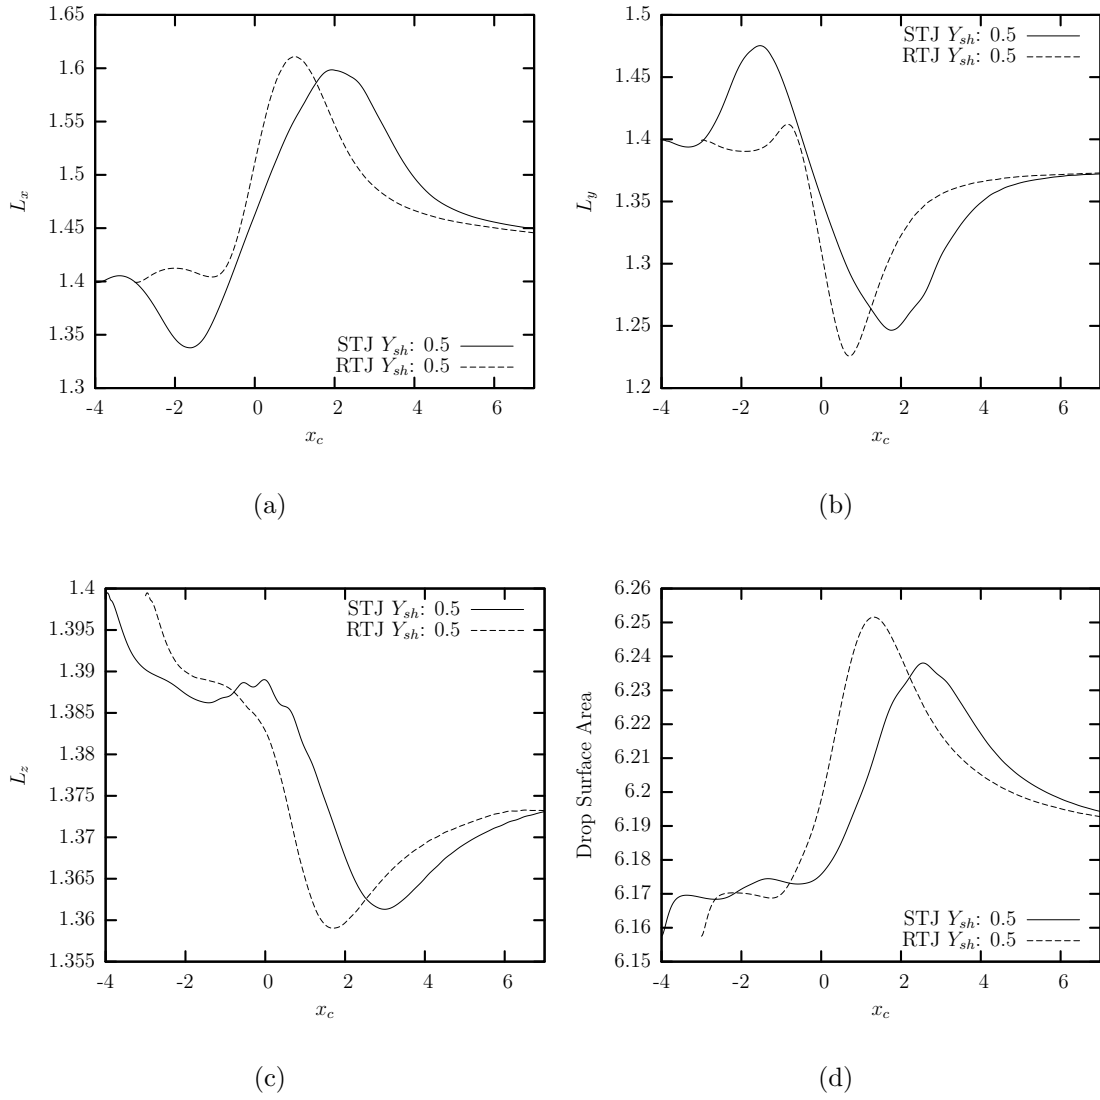 1.65
1.6
1.55
1.5
1.45
1.4
1.35
1.3
L_x
-4 -2 0 2 4 6
x_c
STJ Y_sh: 0.5
RTJ Y_sh: 0.5
(a)
1.5
1.45
1.4
1.35
1.3
1.25
1.2
L_y
-4 -2 0 2 4 6
x_c
STJ Y_sh: 0.5
RTJ Y_sh: 0.5
(b)
1.4
1.395
1.39
1.385
1.38
1.375
1.37
1.365
1.36
1.355
L_z
-4 -2 0 2 4 6
x_c
STJ Y_sh: 0.5
RTJ Y_sh: 0.5
(c)
6.26
6.25
6.24
6.23
6.22
6.21
6.2
6.19
6.18
6.17
6.16
6.15
Drop Surface Area
-4 -2 0 2 4 6
x_c
STJ Y_sh: 0.5
RTJ Y_sh: 0.5
(d)